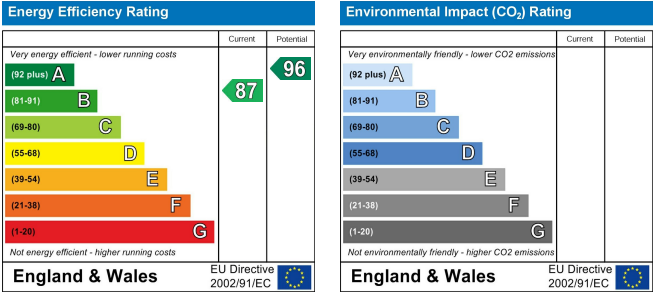 Energy Efficiency Rating
Current Potential
Very energy efficient - lower running costs
(92 plus) A
(81-91) B
(69-80) C
(55-68) D
(39-54) E
(21-38) F
(1-20) G
87
96
Not energy efficient - higher running costs
England & Wales
EU Directive
2002/91/EC
Environmental Impact (CO₂) Rating
Current Potential
Very environmentally friendly - lower CO2 emissions
(92 plus) A
(81-91) B
(69-80) C
(55-68) D
(39-54) E
(21-38) F
(1-20) G
Not environmentally friendly - higher CO2 emissions
England & Wales
EU Directive
2002/91/EC